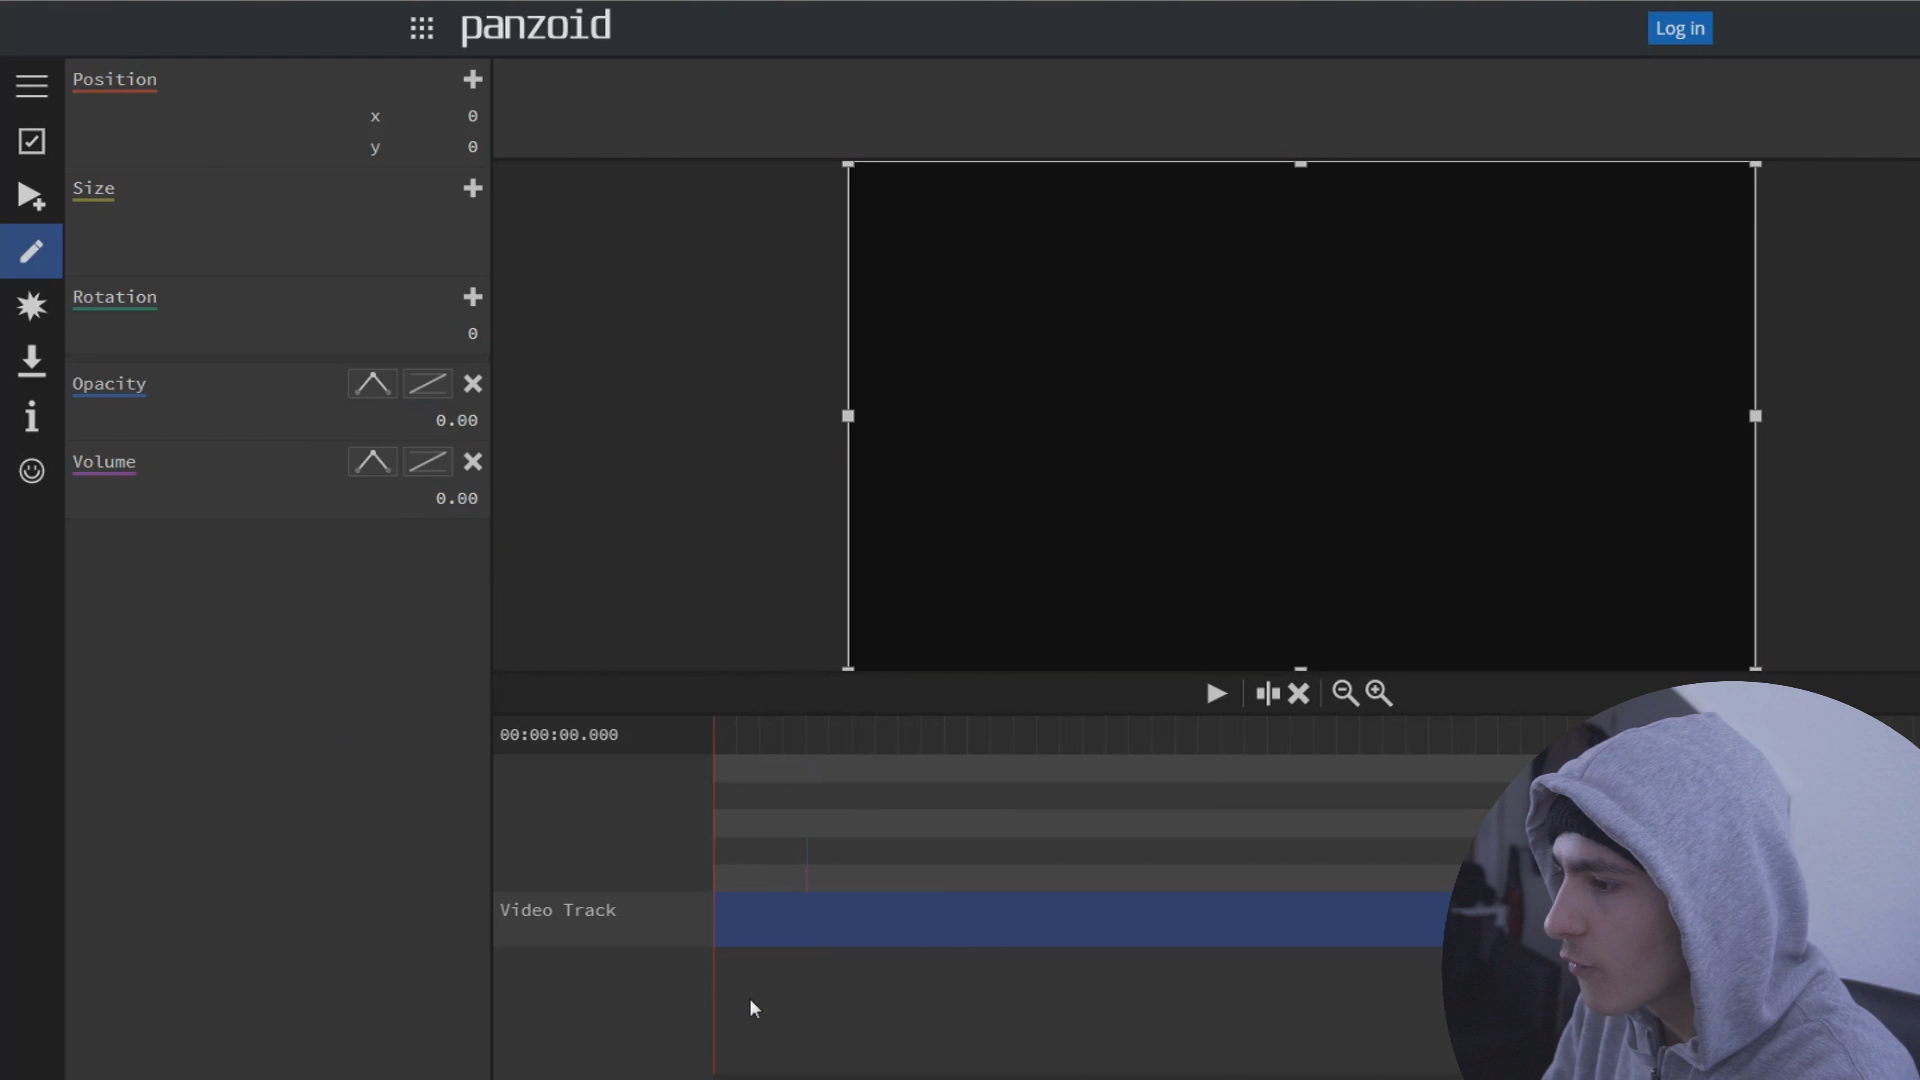 panzoid
Log in
Position
x 0
y 0
Size
Rotation
0
Opacity
0.00
Volume
0.00
00:00:00.000
Video Track